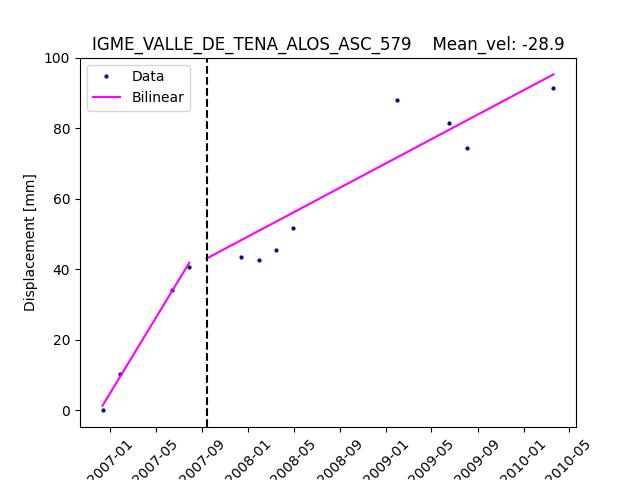 IGME_VALLE_DE_TENA_ALOS_ASC_579    Mean_vel: -28.9
Data
Bilinear
Displacement [mm]
100
80
60
40
20
0
2007-01 2007-05 2007-09 2008-01 2008-05 2008-09 2009-01 2009-05 2009-09 2010-01 2010-05